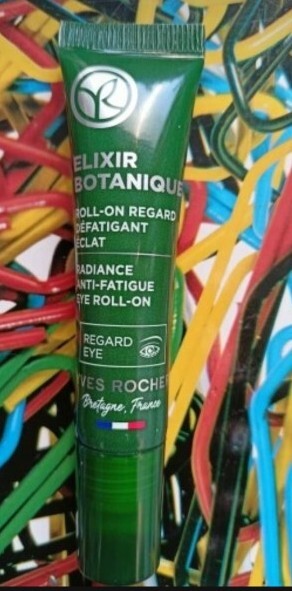 ELIXIR
BOTANIQUE
ROLL-ON REGARD
DÉFATIGANT
ÉCLAT
RADIANCE
ANTI-FATIGUE
EYE ROLL-ON
REGARD
EYE
YVES ROCHER
Bretagne, France